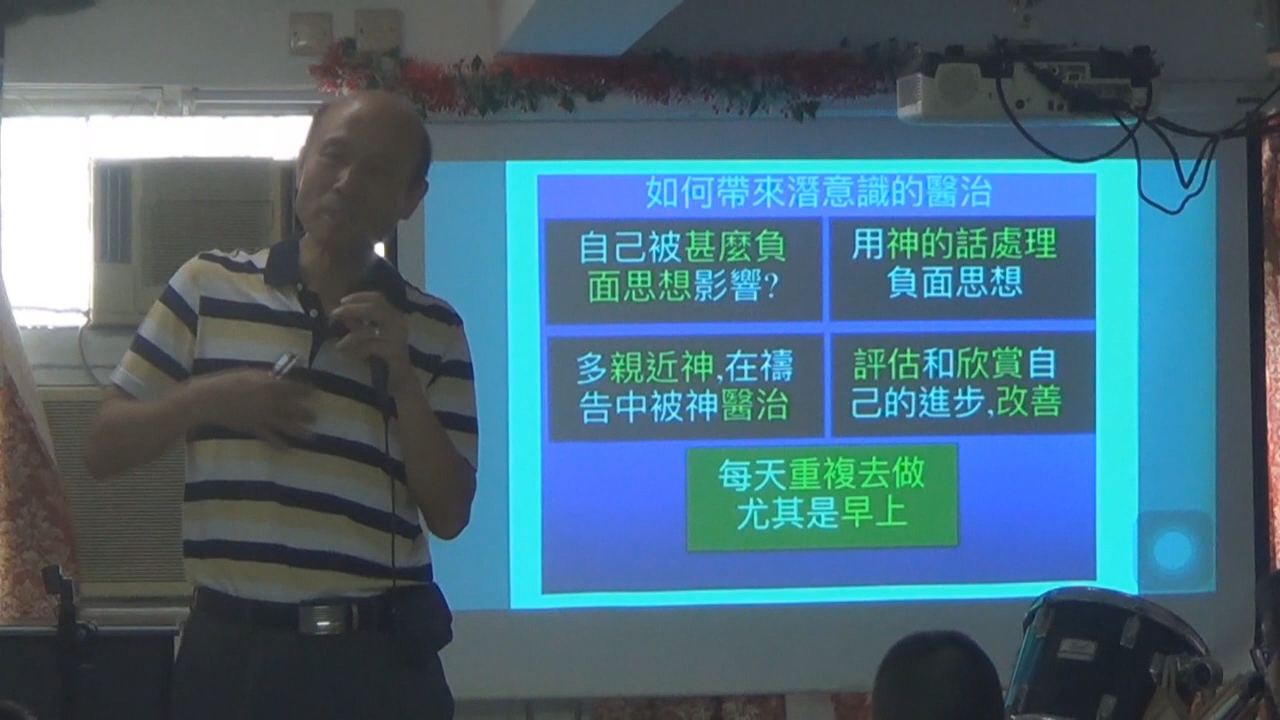 如何帶來潛意識的醫治
自己被甚麼負
面思想影響?
用神的話處理
負面思想
多親近神,在禱
告中被神醫治
評估和欣賞自
己的進步,改善
每天重複去做
尤其是早上